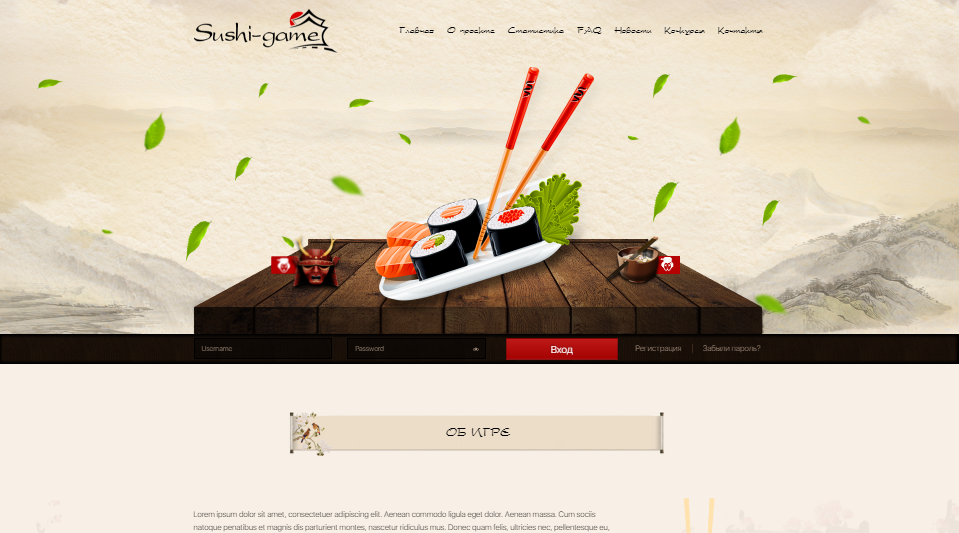 Sushi-game
Главная О проекте Статистика FAQ Новости Конкурсы Контакты
Username Password Вход Регистрация Забыли пароль?
ОБ ИГРЕ
Lorem ipsum dolor sit amet, consectetuer adipiscing elit. Aenean commodo ligula eget dolor. Aenean massa. Cum sociis
natoque penatibus et magnis dis parturient montes, nascetur ridiculus mus. Donec quam felis, ultricies nec, pellentesque eu,